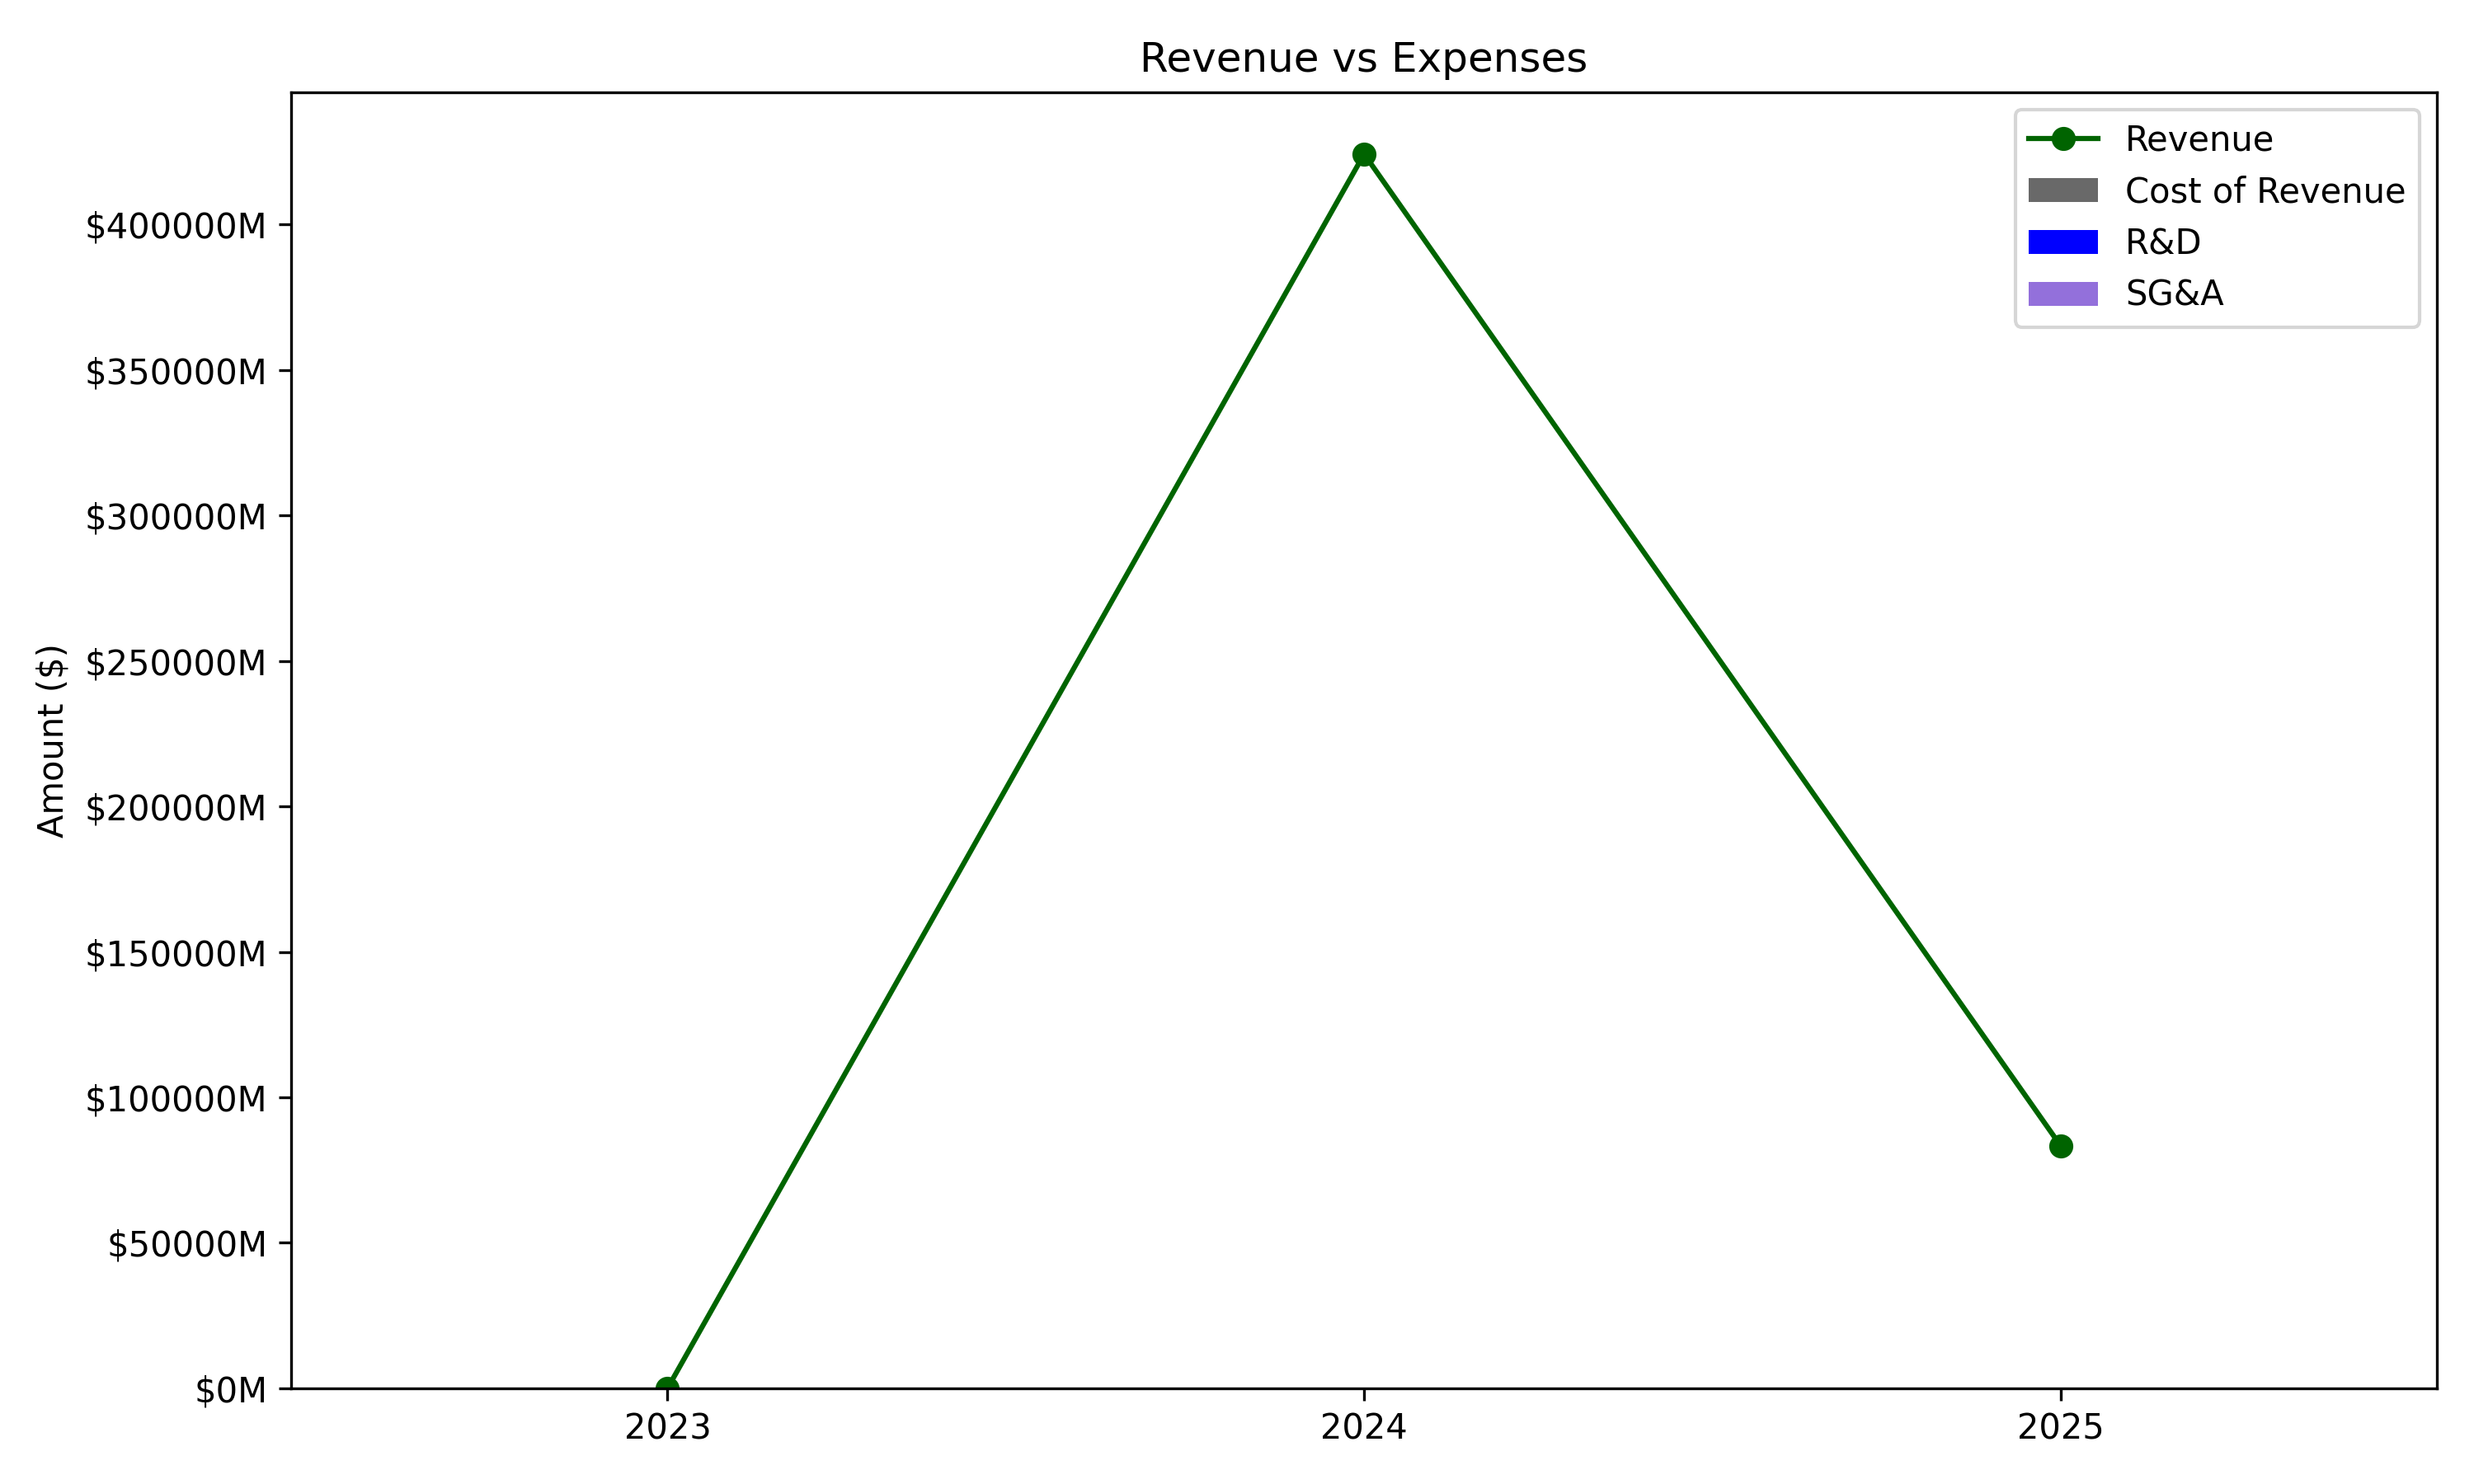 Revenue vs Expenses
Revenue
Cost of Revenue
R&D
SG&A
Amount ($)
$400000M
$350000M
$300000M
$250000M
$200000M
$150000M
$100000M
$50000M
$0M
2023
2024
2025